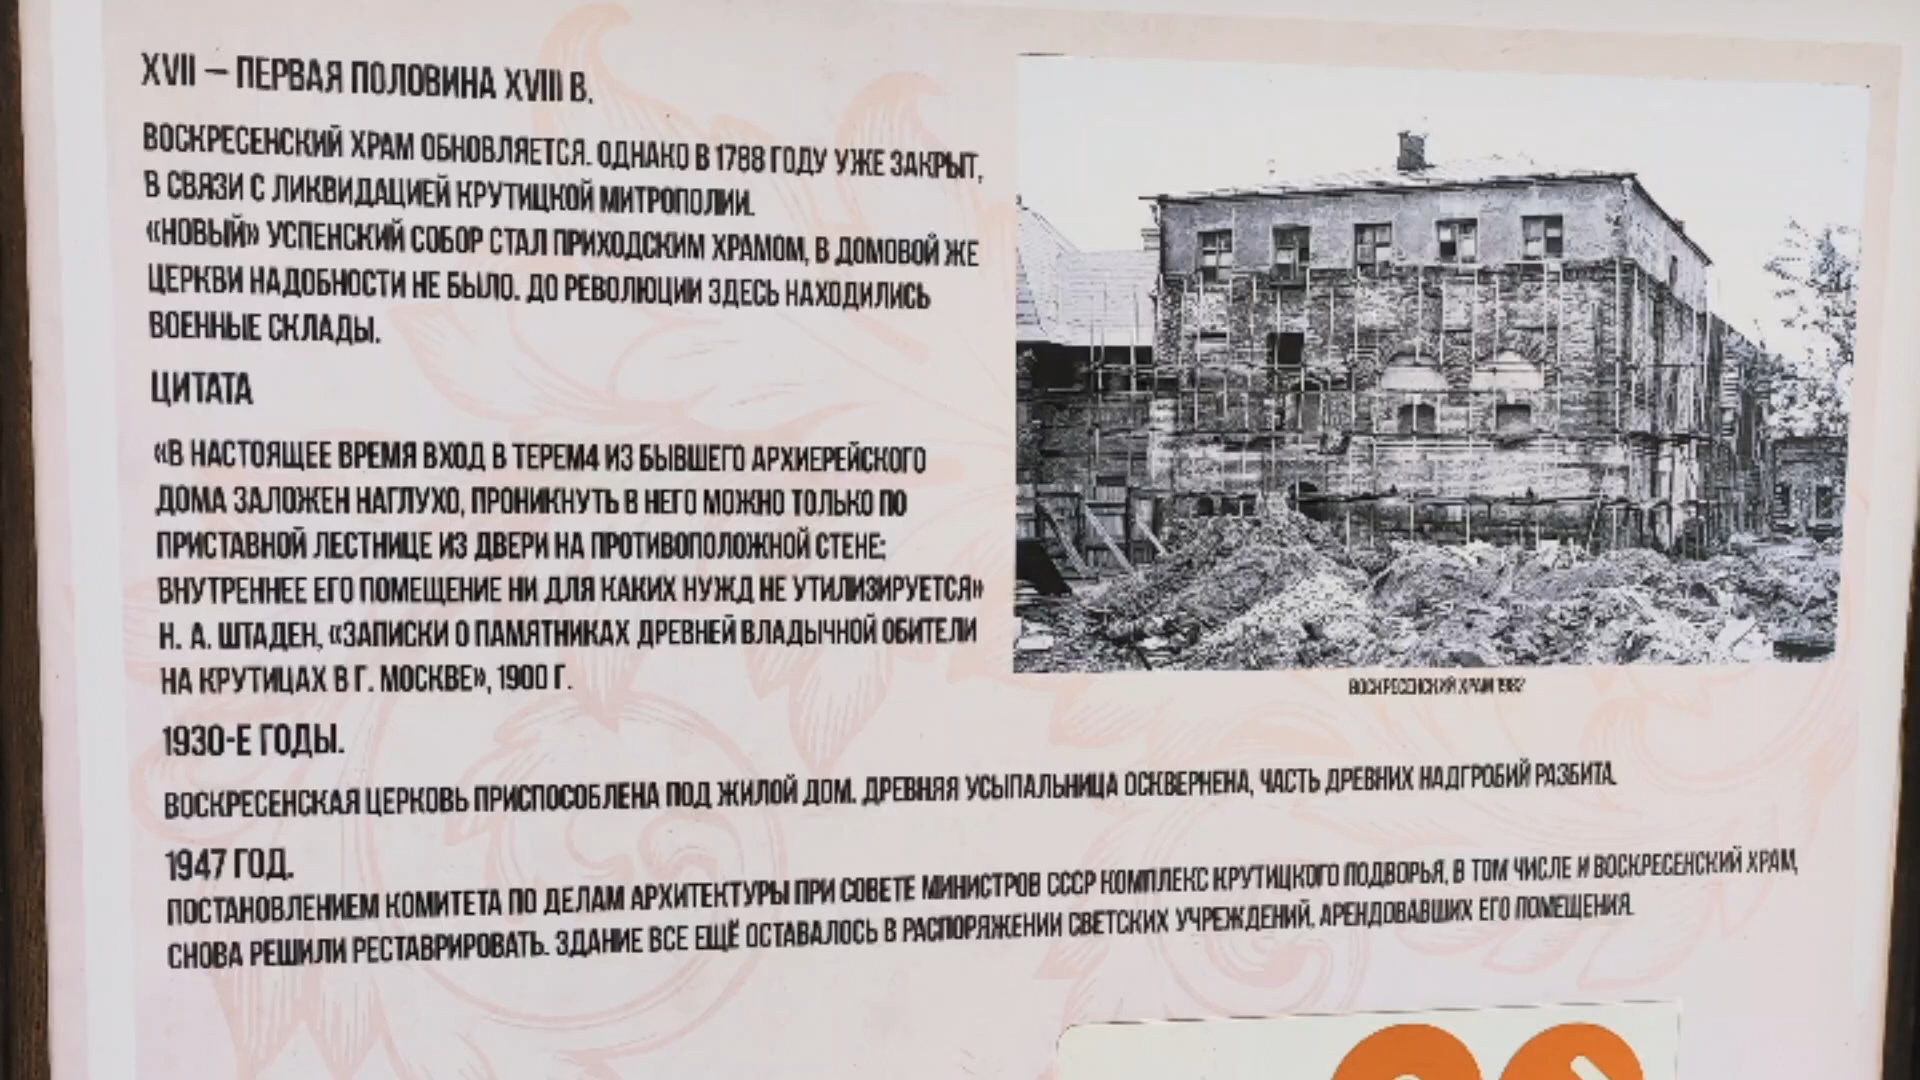 XVII – ПЕРВАЯ ПОЛОВИНА XVIII В.
ВОСКРЕСЕНСКИЙ ХРАМ ОБНОВЛЯЕТСЯ. ОДНАКО В 1788 ГОДУ УЖЕ ЗАКРЫТ,
В СВЯЗИ С ЛИКВИДАЦИЕЙ КРУТИЦКОЙ МИТРОПОЛИИ.
«НОВЫЙ» УСПЕНСКИЙ СОБОР СТАЛ ПРИХОДСКИМ ХРАМОМ, В ДОМОВОЙ ЖЕ
ЦЕРКВИ НАДОБНОСТИ НЕ БЫЛО. ДО РЕВОЛЮЦИИ ЗДЕСЬ НАХОДИЛИСЬ
ВОЕННЫЕ СКЛАДЫ.
ЦИТАТА
«В НАСТОЯЩЕЕ ВРЕМЯ ВХОД В ТЕРЕМ4 ИЗ БЫВШЕГО АРХИЕРЕЙСКОГО
ДОМА ЗАЛОЖЕН НАГЛУХО, ПРОНИКНУТЬ В НЕГО МОЖНО ТОЛЬКО ПО
ПРИСТАВНОЙ ЛЕСТНИЦЕ ИЗ ДВЕРИ НА ПРОТИВОПОЛОЖНОЙ СТЕНЕ;
ВНУТРЕННЕЕ ЕГО ПОМЕЩЕНИЕ НИ ДЛЯ КАКИХ НУЖД НЕ УТИЛИЗИРУЕТСЯ»
Н. А. ШТАДЕН, «ЗАПИСКИ О ПАМЯТНИКАХ ДРЕВНЕЙ ВЛАДЫЧНОЙ ОБИТЕЛИ
НА КРУТИЦАХ В Г. МОСКВЕ», 1900 Г.
ВОСКРЕСЕНСКИЙ ХРАМ 1982
1930-Е ГОДЫ.
ВОСКРЕСЕНСКАЯ ЦЕРКОВЬ ПРИСПОСОБЛЕНА ПОД ЖИЛОЙ ДОМ. ДРЕВНЯЯ УСЫПАЛЬНИЦА ОСКВЕРНЕНА, ЧАСТЬ ДРЕВНИХ НАДГРОБИЙ РАЗБИТА.
1947 ГОД.
ПОСТАНОВЛЕНИЕМ КОМИТЕТА ПО ДЕЛАМ АРХИТЕКТУРЫ ПРИ СОВЕТЕ МИНИСТРОВ СССР КОМПЛЕКС КРУТИЦКОГО ПОДВОРЬЯ, В ТОМ ЧИСЛЕ И ВОСКРЕСЕНСКИЙ ХРАМ,
СНОВА РЕШИЛИ РЕСТАВРИРОВАТЬ. ЗДАНИЕ ВСЕ ЕЩЁ ОСТАВАЛОСЬ В РАСПОРЯЖЕНИИ СВЕТСКИХ УЧРЕЖДЕНИЙ, АРЕНДОВАВШИХ ЕГО ПОМЕЩЕНИЯ.